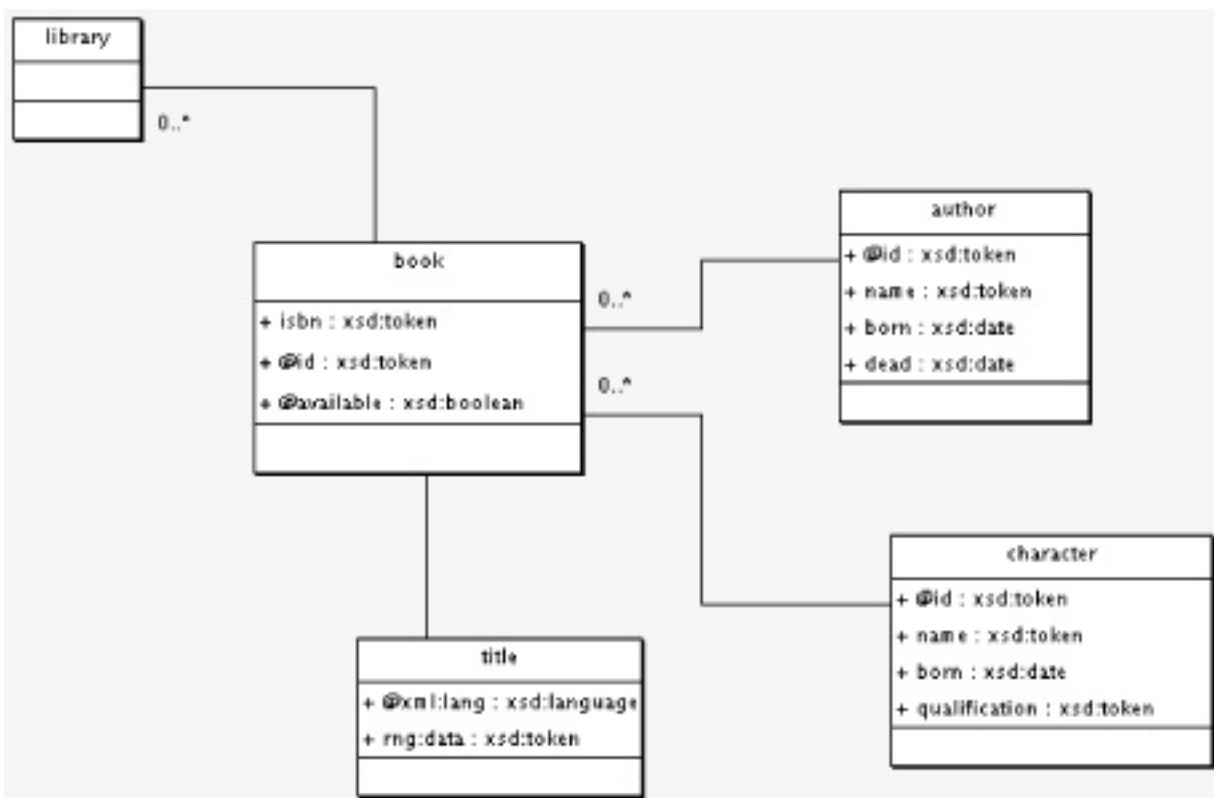 library
0..*
book
+ isbn : xsd:token
+ @id : xsd:token
+ @available : xsd:boolean
0..*
0..*
author
+ @id : xsd:token
+ name : xsd:token
+ born : xsd:date
+ dead : xsd:date
character
+ @id : xsd:token
+ name : xsd:token
+ born : xsd:date
+ qualification : xsd:token
title
+ @xml:lang : xsd:language
+ rng:data : xsd:token